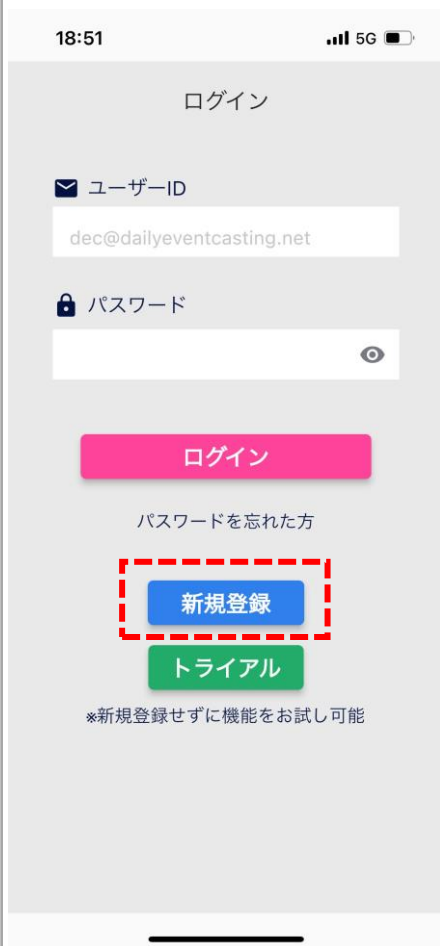 18:51 5G
ログイン
ユーザーID
dec@dailyeventcasting.net
パスワード
ログイン
パスワードを忘れた方
新規登録
トライアル
※新規登録せずに機能をお試し可能